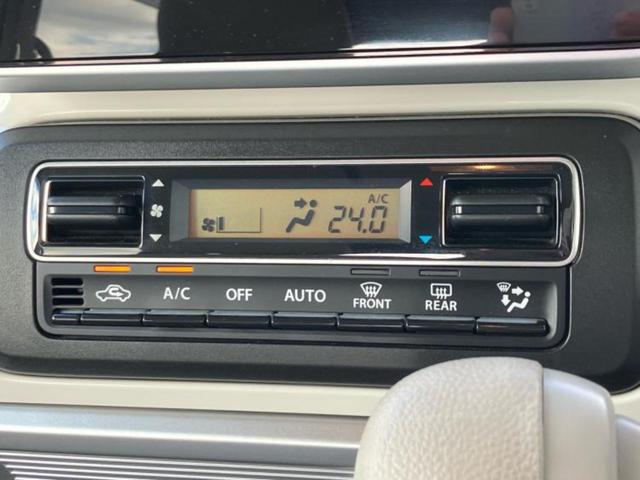 A/C
24.0
A/C OFF AUTO FRONT REAR